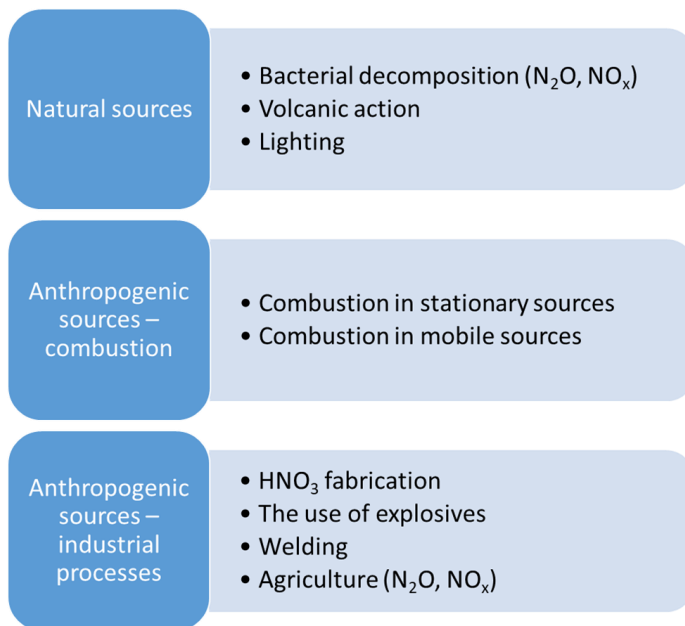 Natural sources
• Bacterial decomposition (N₂O, NOₓ)
• Volcanic action
• Lighting
Anthropogenic
sources –
combustion
• Combustion in stationary sources
• Combustion in mobile sources
Anthropogenic
sources –
industrial
processes
• HNO₃ fabrication
• The use of explosives
• Welding
• Agriculture (N₂O, NOₓ)